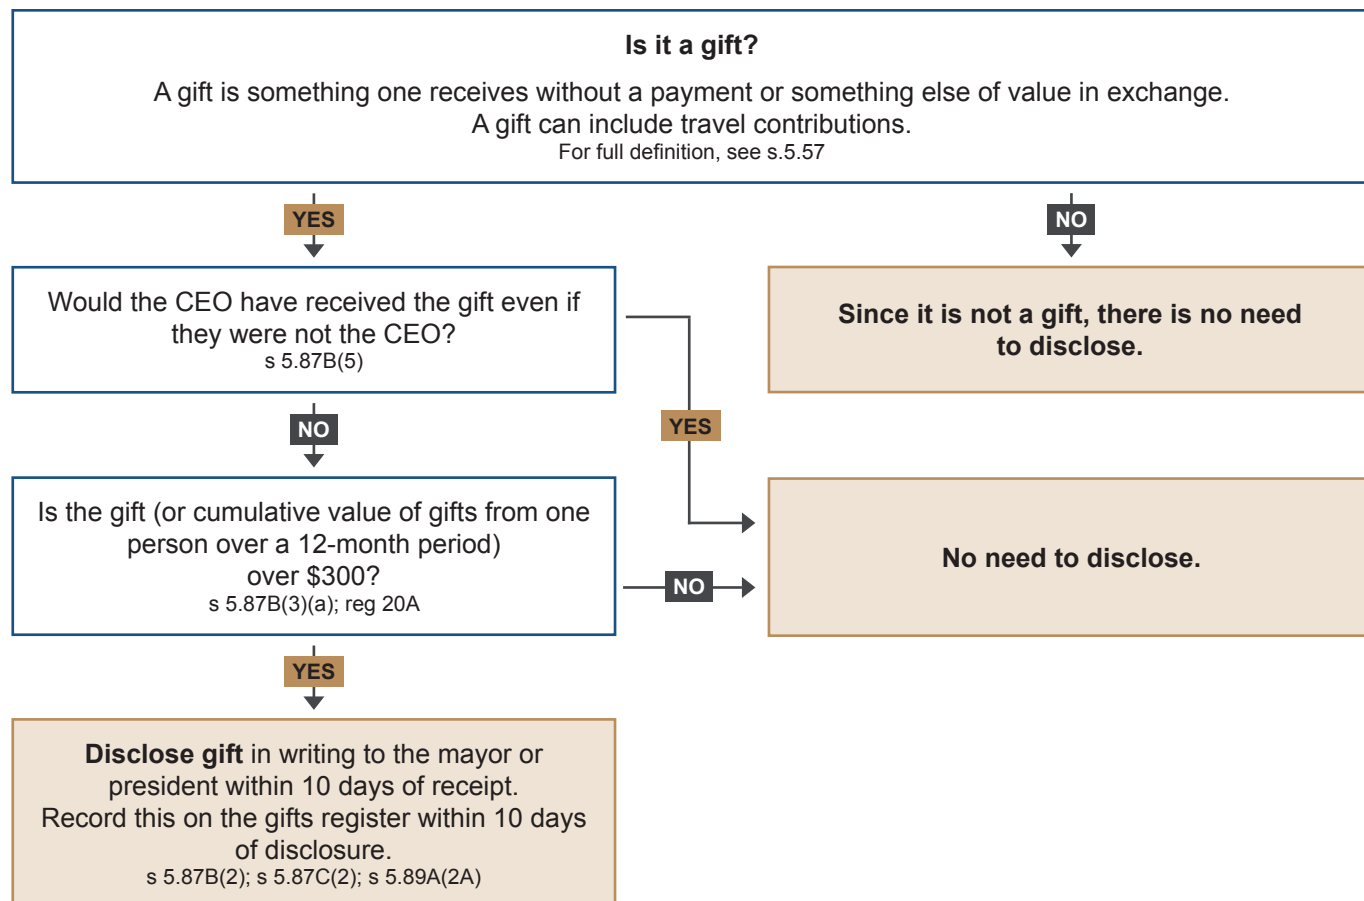 Is it a gift?
A gift is something one receives without a payment or something else of value in exchange.
A gift can include travel contributions.
For full definition, see s.5.57
YES
NO
Would the CEO have received the gift even if
they were not the CEO?
s 5.87B(5)
Since it is not a gift, there is no need
to disclose.
NO
YES
Is the gift (or cumulative value of gifts from one
person over a 12-month period)
over $300?
s 5.87B(3)(a); reg 20A
NO
No need to disclose.
YES
Disclose gift in writing to the mayor or
president within 10 days of receipt.
Record this on the gifts register within 10 days
of disclosure.
s 5.87B(2); s 5.87C(2); s 5.89A(2A)